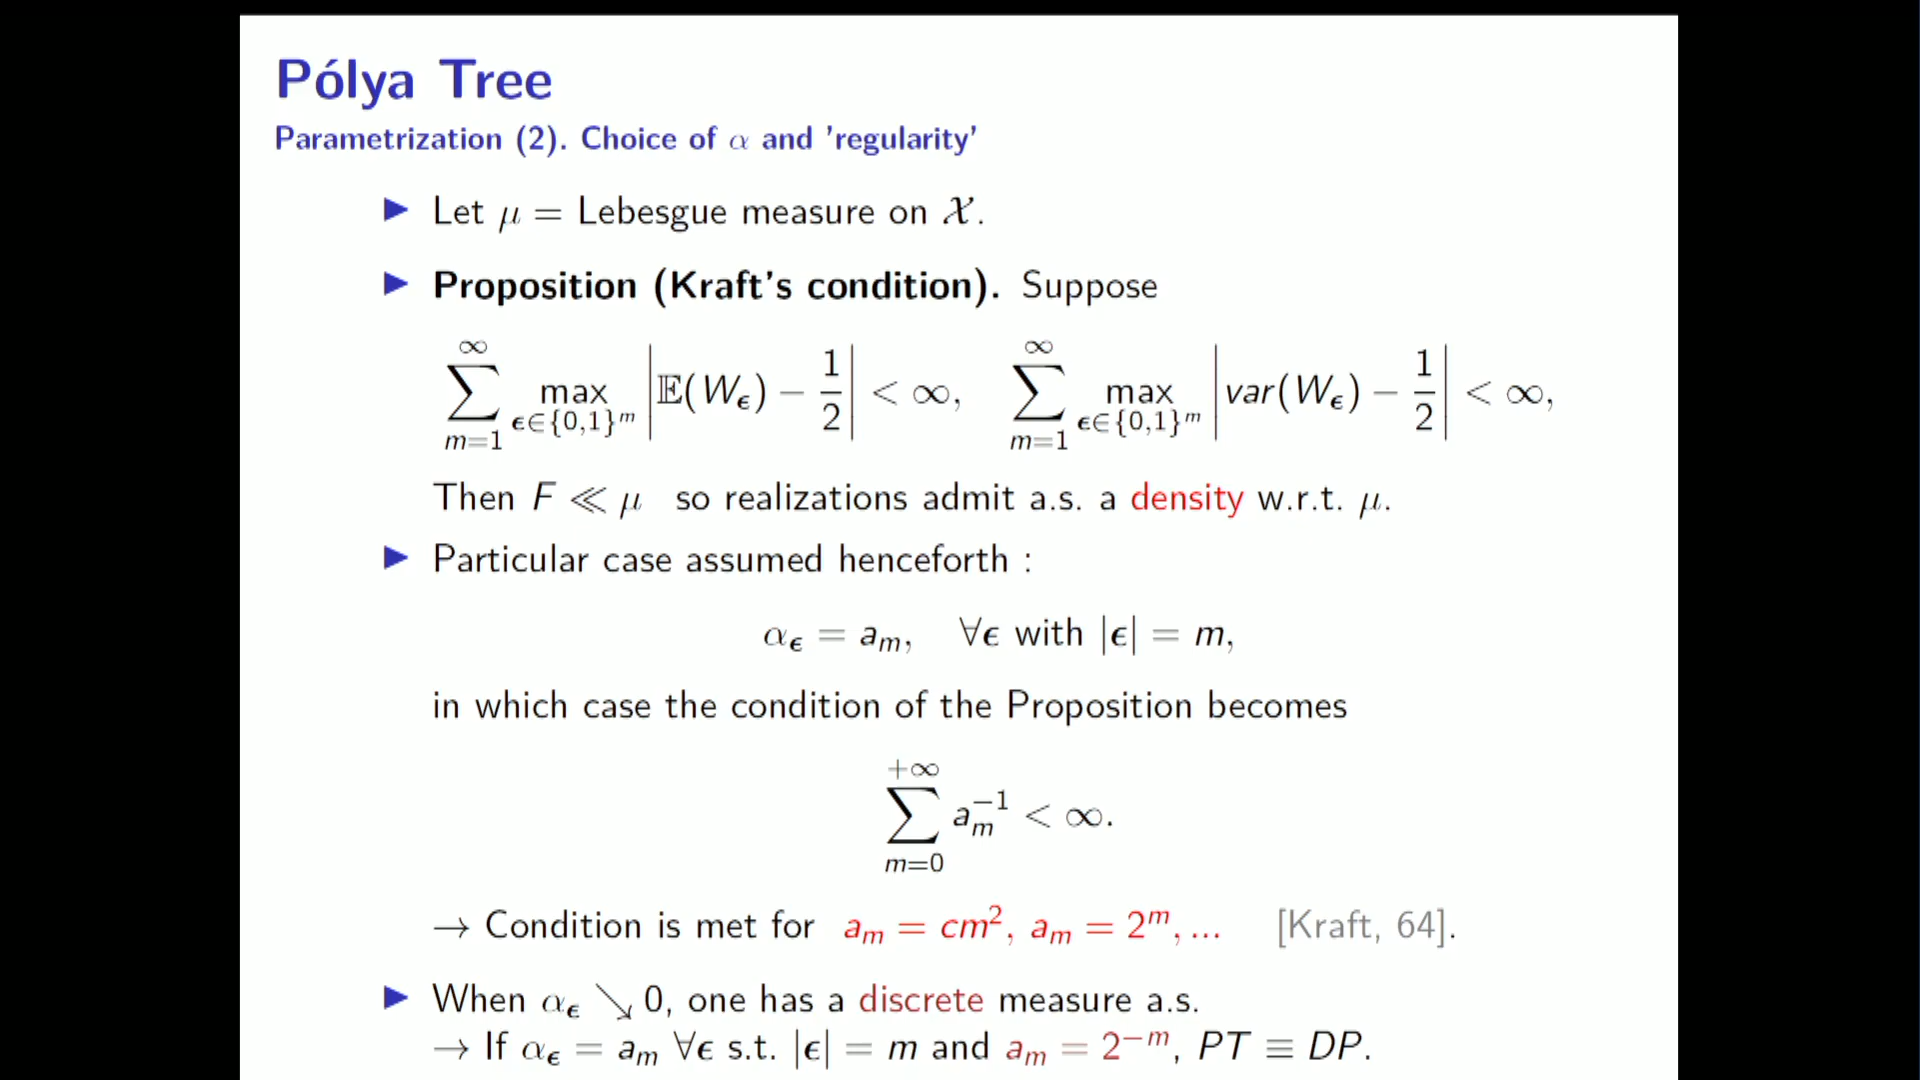 Pólya Tree
Parametrization (2). Choice of α and 'regularity'
▶ Let μ = Lebesgue measure on 𝒳.
▶ Proposition (Kraft's condition). Suppose
∑_{m=1}^{∞} max_{ϵ∈{0,1}^m} |𝔼(W_ϵ) − 1/2| < ∞, ∑_{m=1}^{∞} max_{ϵ∈{0,1}^m} |var(W_ϵ) − 1/2| < ∞,
Then F ≪ μ so realizations admit a.s. a density w.r.t. μ.
▶ Particular case assumed henceforth :
α_ϵ = a_m, ∀ϵ with |ϵ| = m,
in which case the condition of the Proposition becomes
∑_{m=0}^{+∞} a_m^{−1} < ∞.
→ Condition is met for a_m = cm², a_m = 2^m, ... [Kraft, 64].
▶ When α_ϵ ↘ 0, one has a discrete measure a.s.
→ If α_ϵ = a_m ∀ϵ s.t. |ϵ| = m and a_m = 2^{−m}, PT ≡ DP.